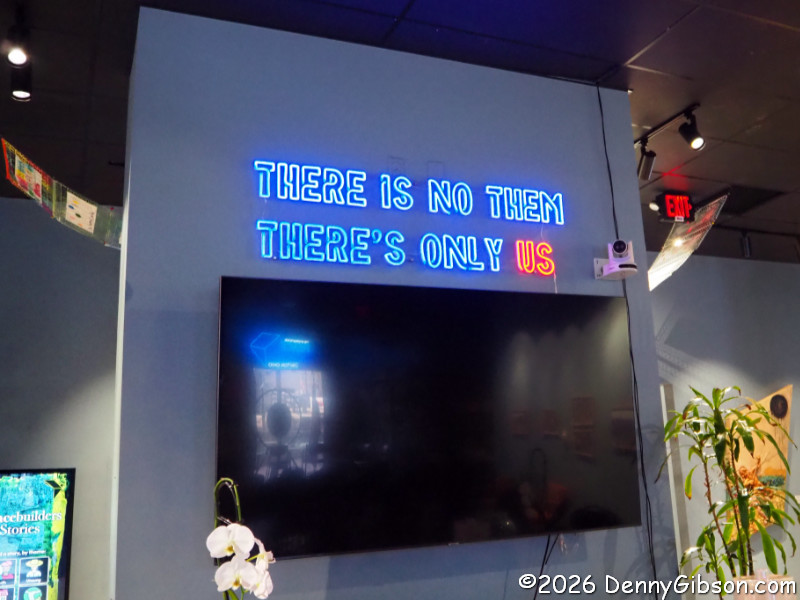 THERE IS NO THEM
THERE'S ONLY US
EXIT
Stories
©2026 DennyGibson.com